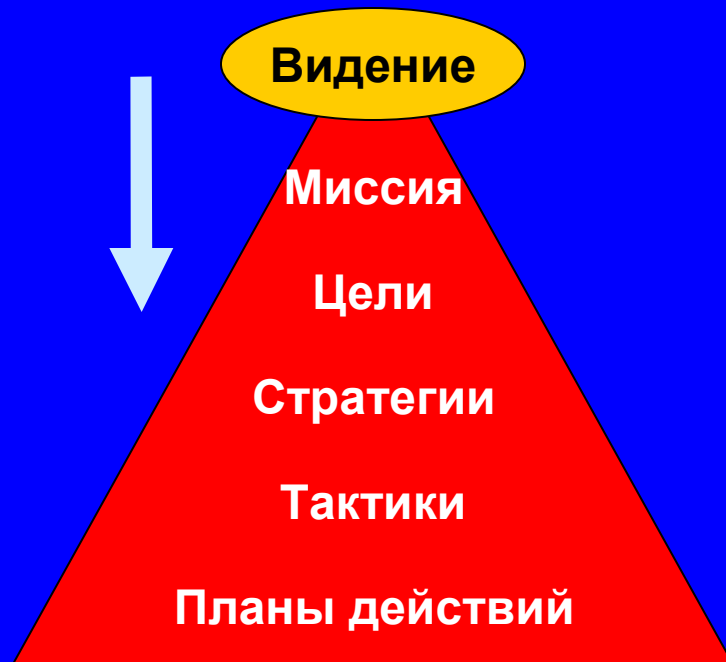 Видение
Миссия
Цели
Стратегии
Тактики
Планы действий